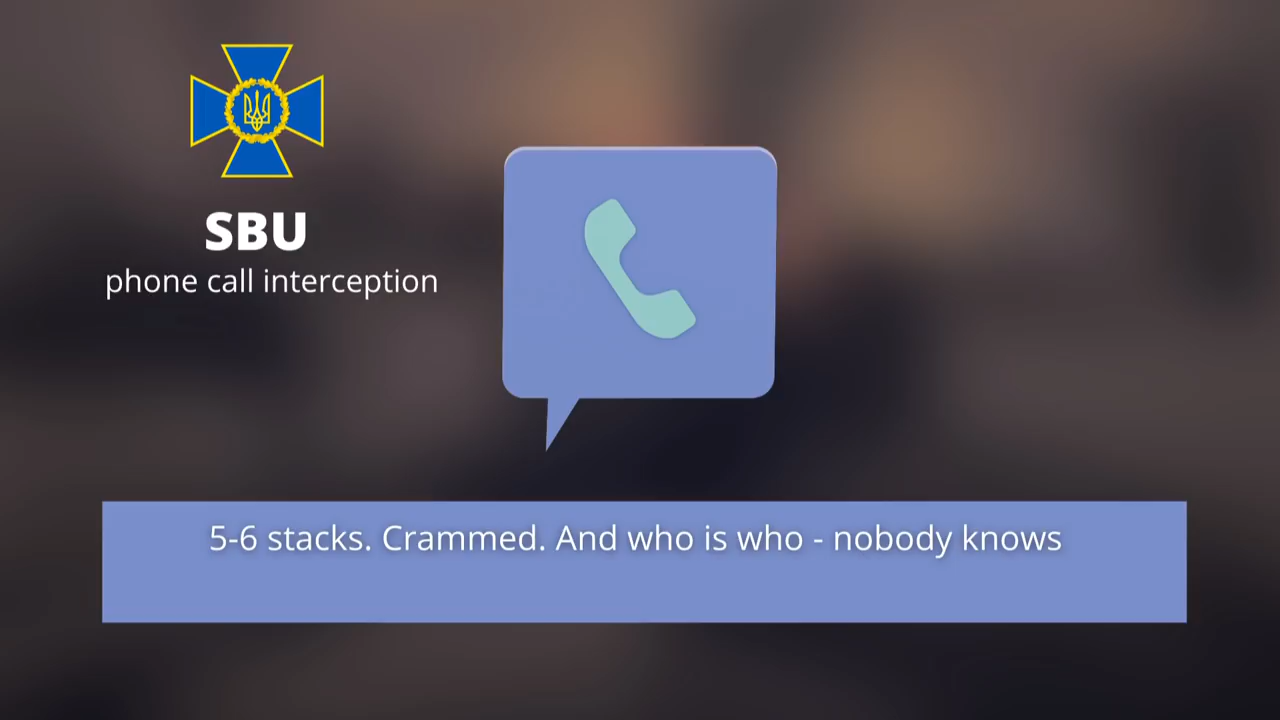 SBU
phone call interception
5-6 stacks. Crammed. And who is who - nobody knows